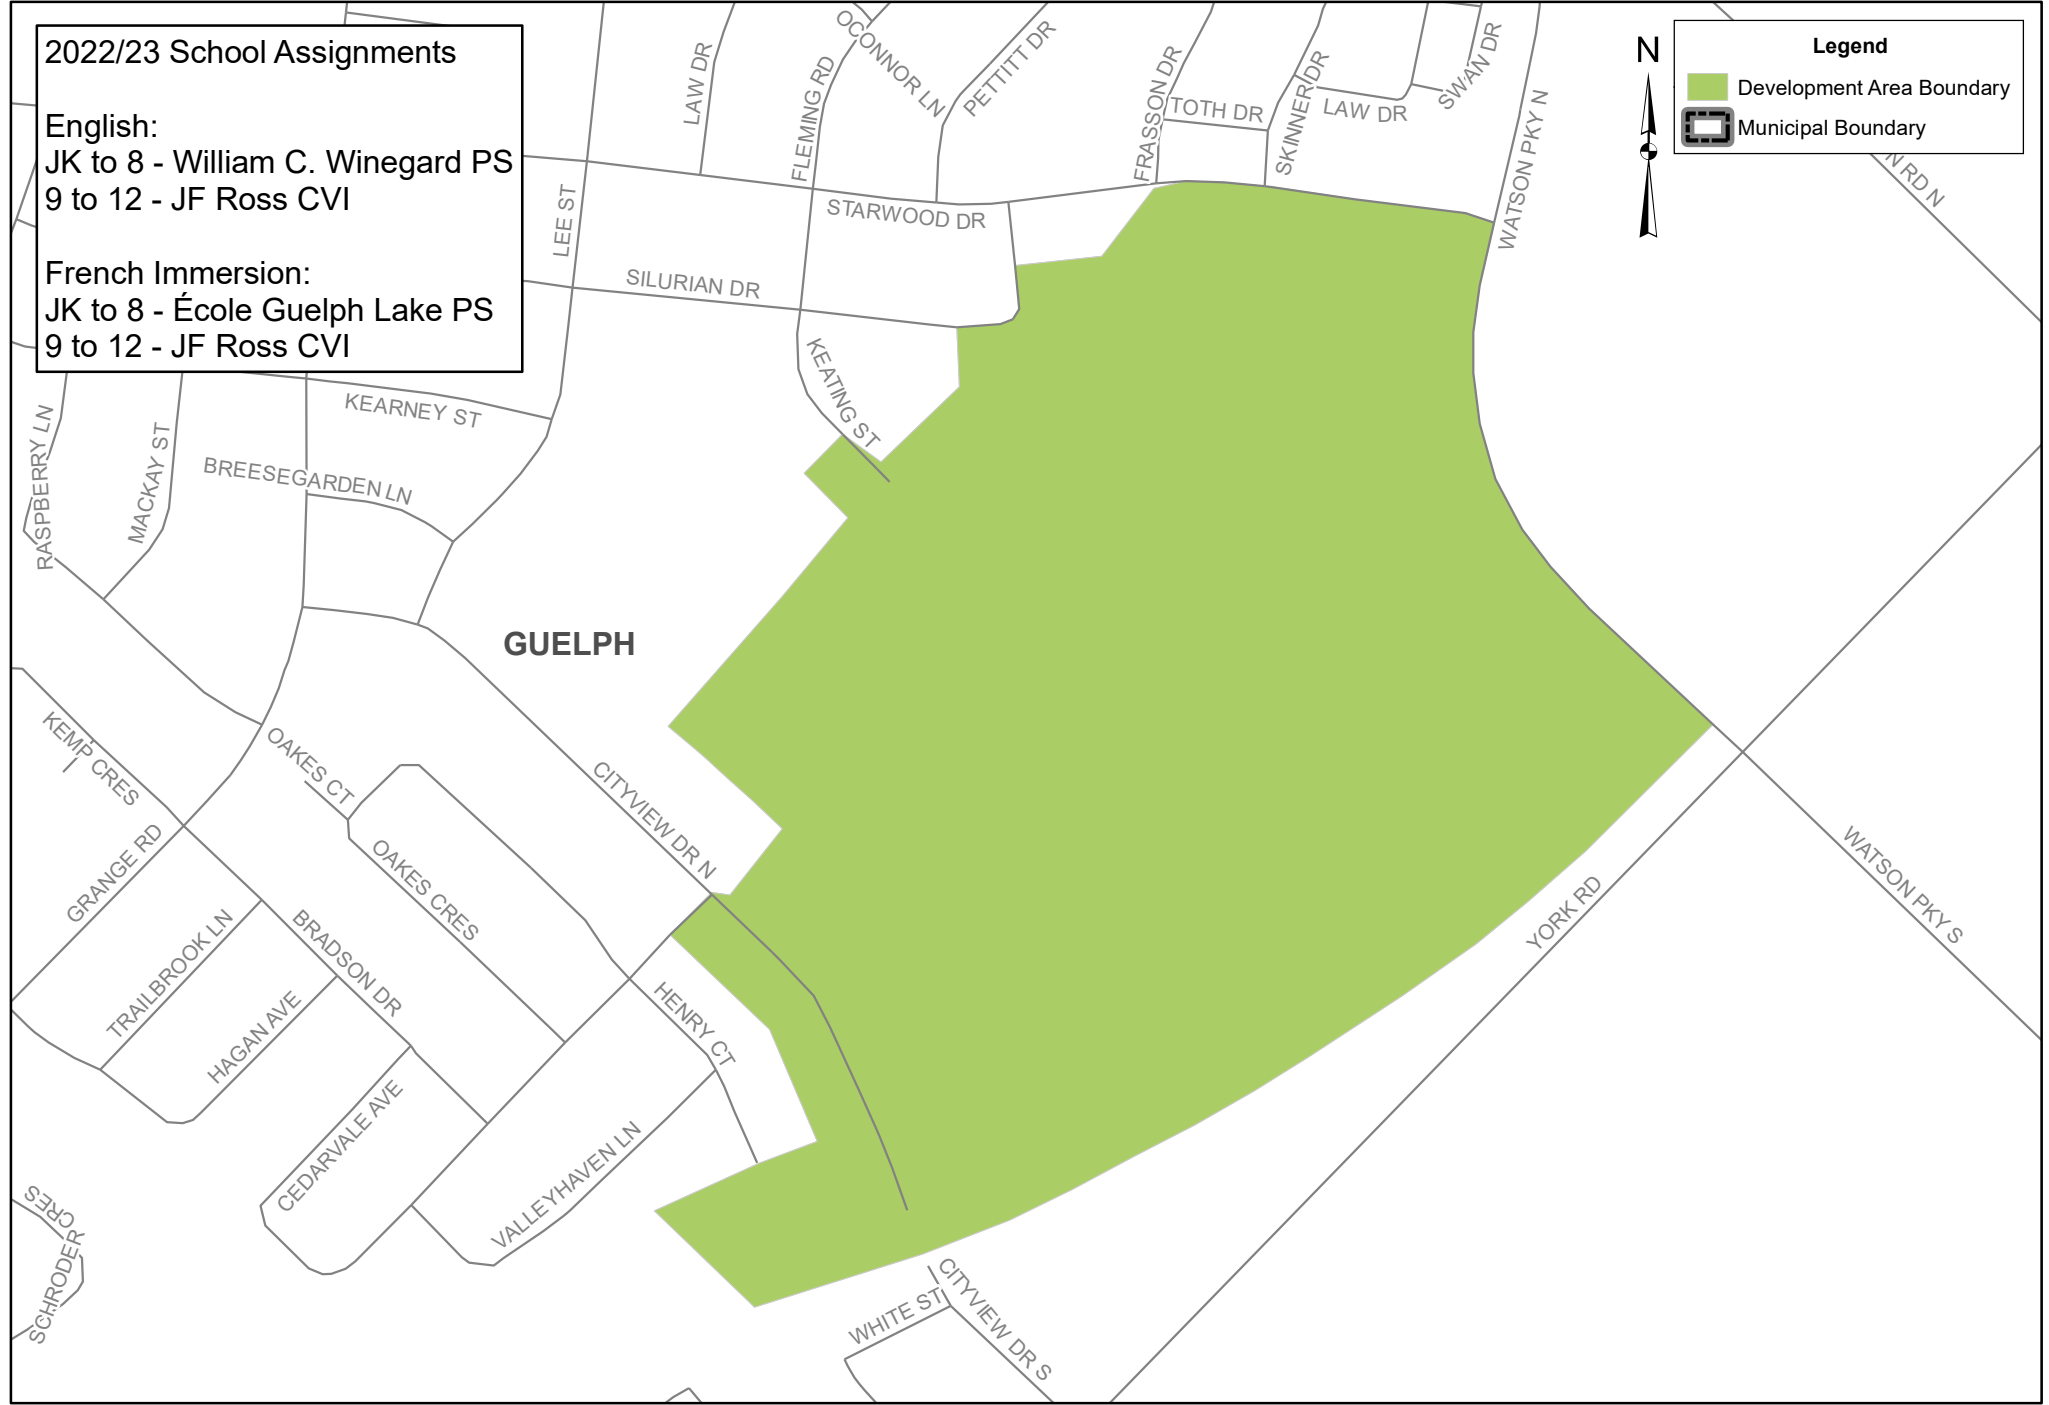 2022/23 School Assignments
English:
JK to 8 - William C. Winegard PS
9 to 12 - JF Ross CVI
French Immersion:
JK to 8 - École Guelph Lake PS
9 to 12 - JF Ross CVI
N
Legend
Development Area Boundary
Municipal Boundary
OCONNOR LN
PETTITT DR
LAW DR
FLEMING RD
FRASSON DR
TOTH DR
SKINNER DR
LAW DR
SWAN DR
WATSON PKY N
N RD N
LEE ST
STARWOOD DR
SILURIAN DR
KEATING ST
KEARNEY ST
RASPBERRY LN
MACKAY ST
BREESEGARDEN LN
GUELPH
KEMP CRES
OAKES CT
CITYVIEW DR N
GRANGE RD
OAKES CRES
TRAILBROOK LN
BRADSON DR
HAGAN AVE
HENRY CT
CEDARVALE AVE
VALLEYHAVEN LN
YORK RD
WATSON PKY S
SCHRODER CRES
WHITE ST
CITYVIEW DR S